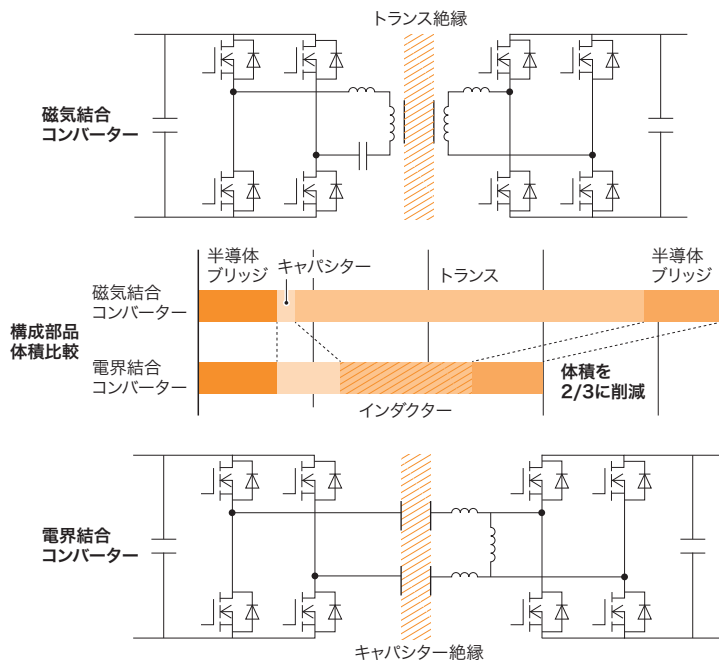 トランス絶縁
磁気結合
コンバーター
半導体
ブリッジ
キャパシター
トランス
半導体
ブリッジ
磁気結合
コンバーター
構成部品
体積比較
電界結合
コンバーター
体積を
2/3に削減
インダクター
電界結合
コンバーター
キャパシター絶縁